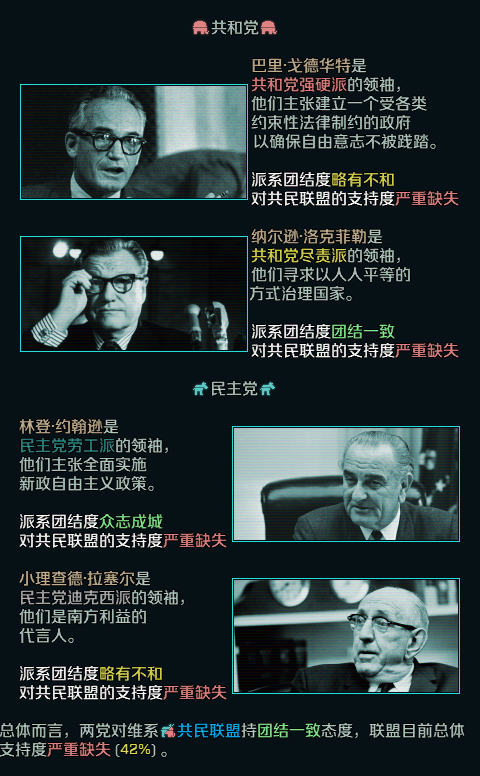 共和党
巴里·戈德华特是
共和党强硬派的领袖，
他们主张建立一个受各类
约束性法律制约的政府
以确保自由意志不被践踏。
派系团结度略有不和
对共民联盟的支持度严重缺失
纳尔逊·洛克菲勒是
共和党尽责派的领袖，
他们寻求以人人平等的
方式治理国家。
派系团结度团结一致
对共民联盟的支持度严重缺失
民主党
林登·约翰逊是
民主党劳工派的领袖，
他们主张全面实施
新政自由主义政策。
派系团结度众志成城
对共民联盟的支持度严重缺失
小理查德·拉塞尔是
民主党迪克西派的领袖，
他们是南方利益的
代言人。
派系团结度略有不和
对共民联盟的支持度严重缺失
总体而言，两党对维系共民联盟持团结一致态度，联盟目前总体
支持度严重缺失(42%)。